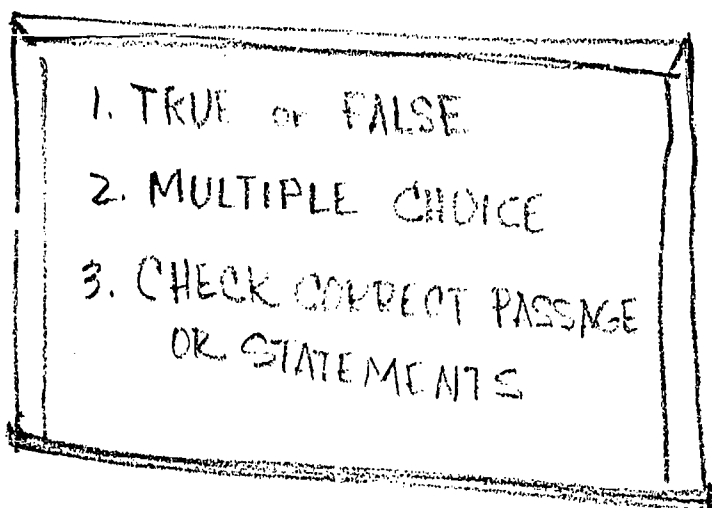 1. TRUE or FALSE
2. MULTIPLE CHOICE
3. CHECK CORRECT PASSAGE
OR STATEMENTS